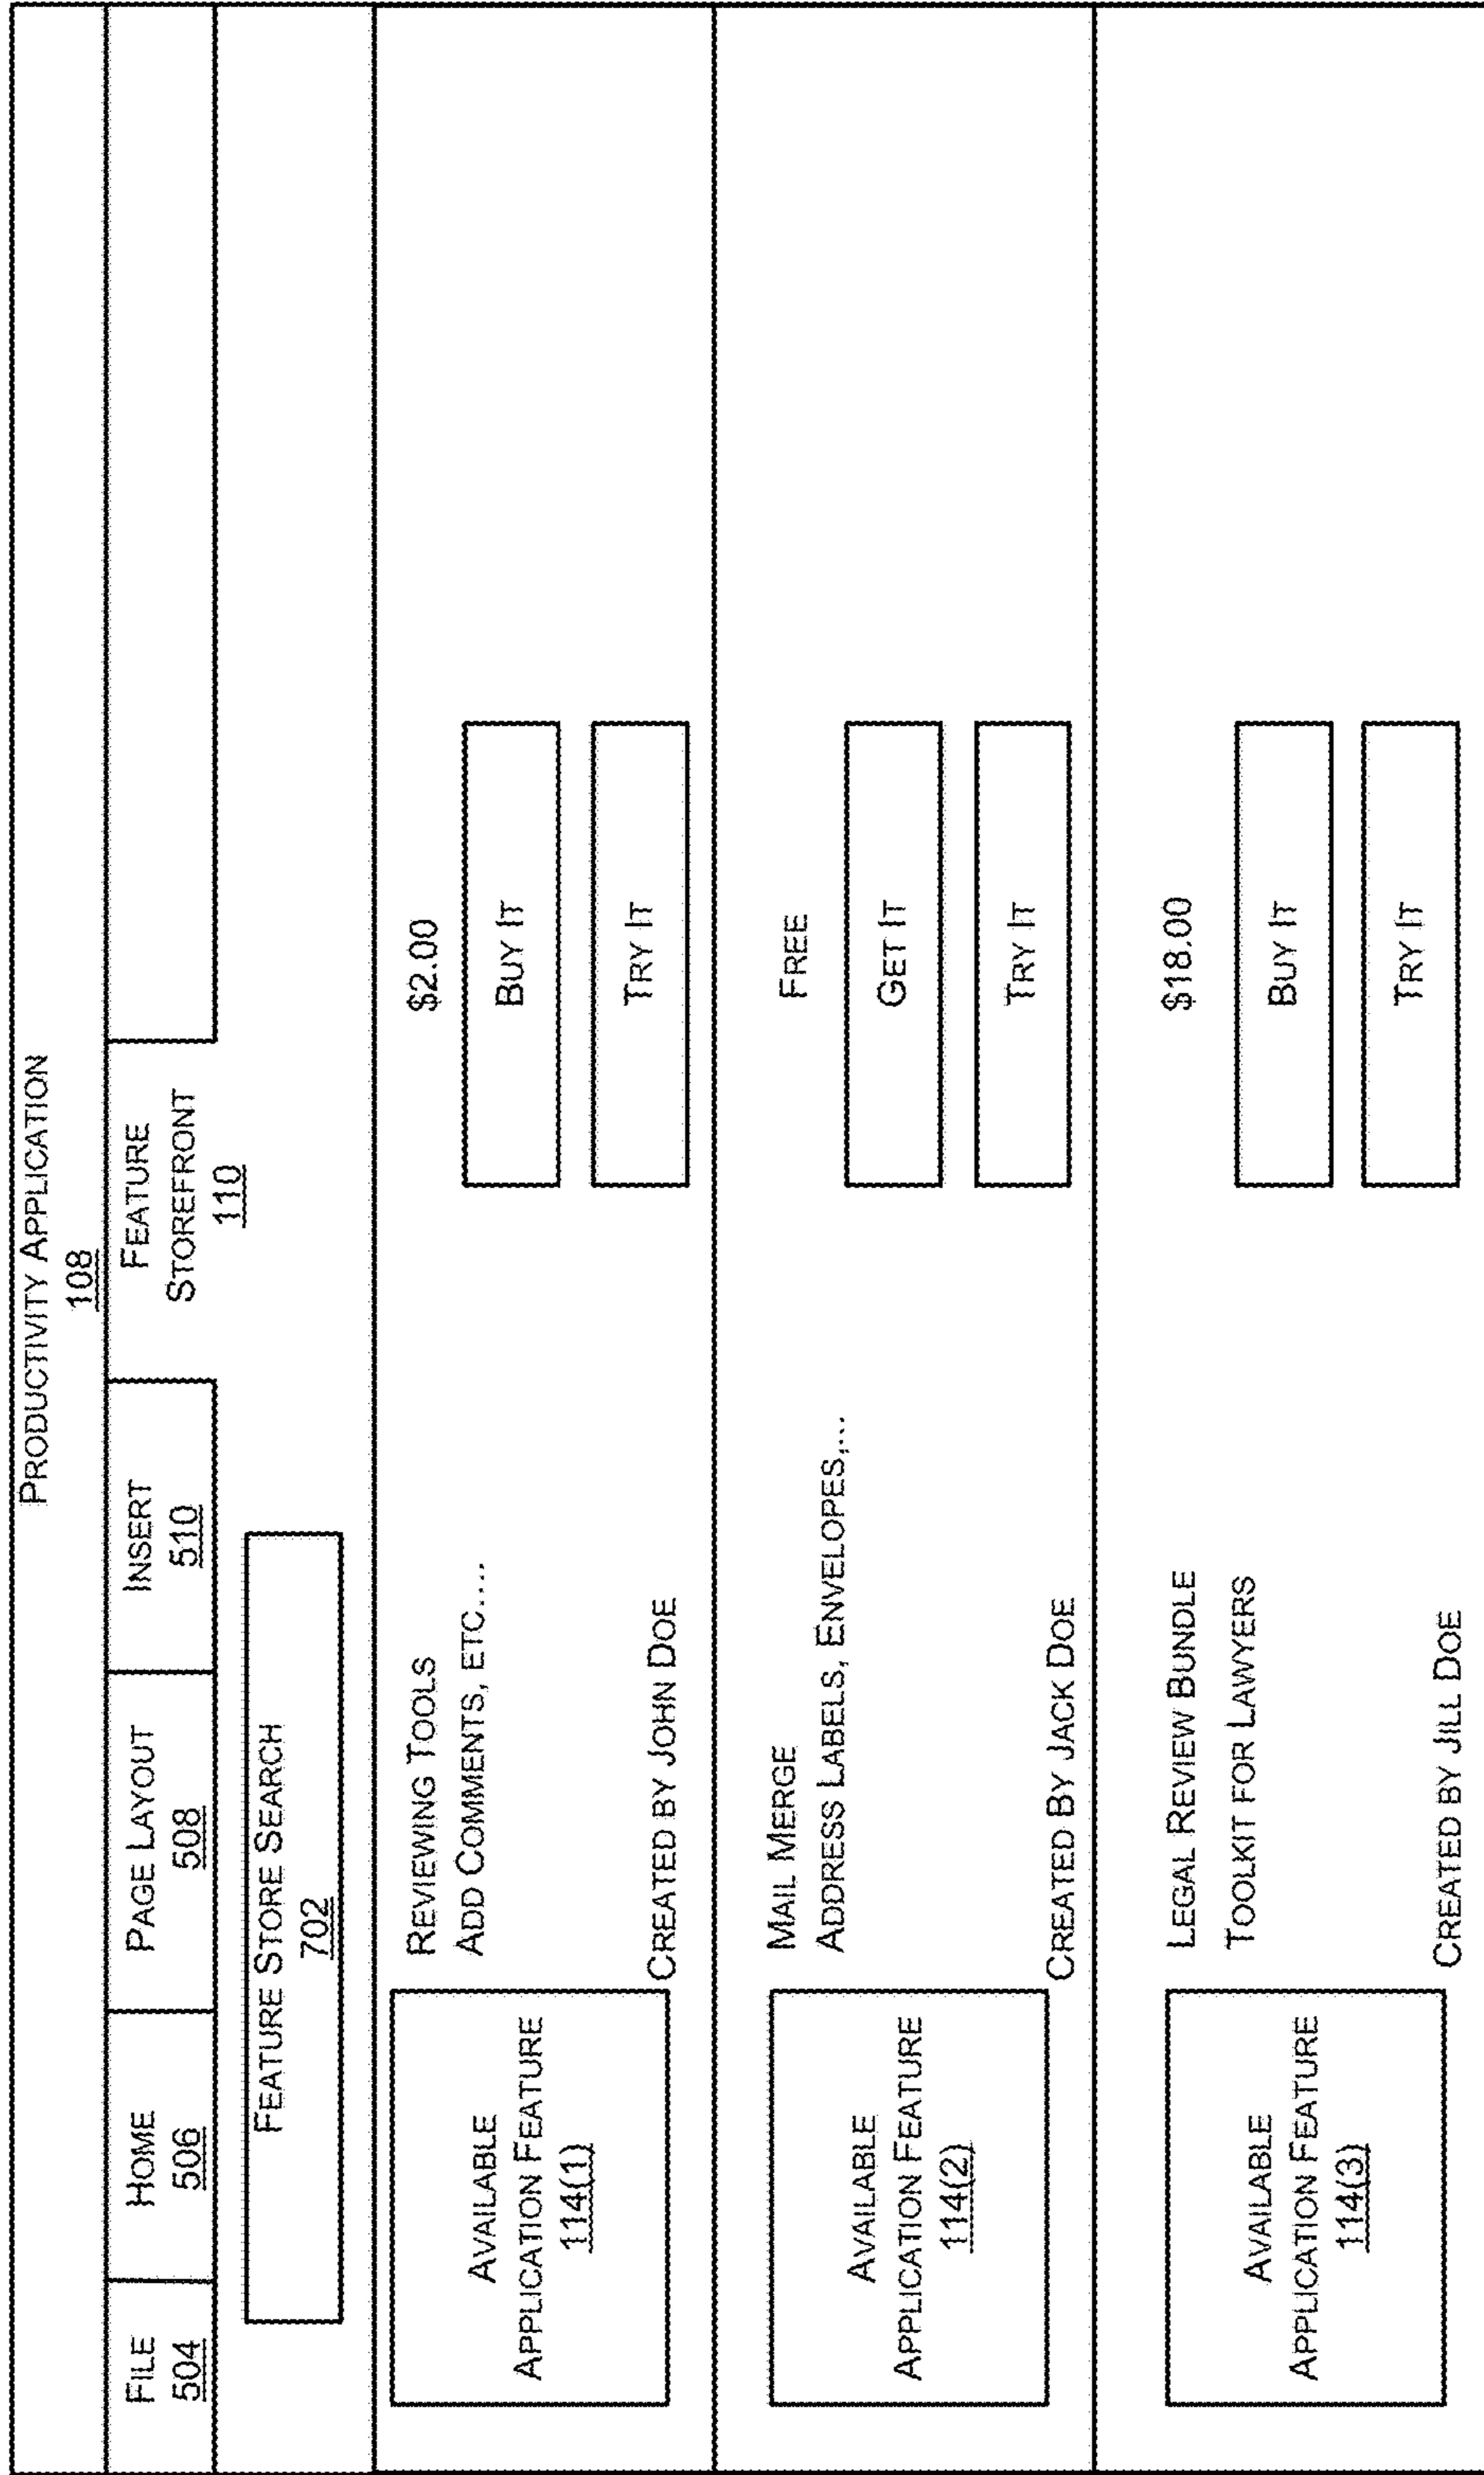 PRODUCTIVITY APPLICATION
108
FILE
504
HOME
506
PAGE LAYOUT
508
INSERT
510
FEATURE
STOREFRONT
110
FEATURE STORE SEARCH
702
AVAILABLE
APPLICATION FEATURE
114(1)
REVIEWING TOOLS
ADD COMMENTS, ETC....
CREATED BY JOHN DOE
$2.00
BUY IT
TRY IT
AVAILABLE
APPLICATION FEATURE
114(2)
MAIL MERGE
ADDRESS LABELS, ENVELOPES,...
CREATED BY JACK DOE
FREE
GET IT
TRY IT
AVAILABLE
APPLICATION FEATURE
114(3)
LEGAL REVIEW BUNDLE
TOOLKIT FOR LAWYERS
CREATED BY JILL DOE
$18.00
BUY IT
TRY IT